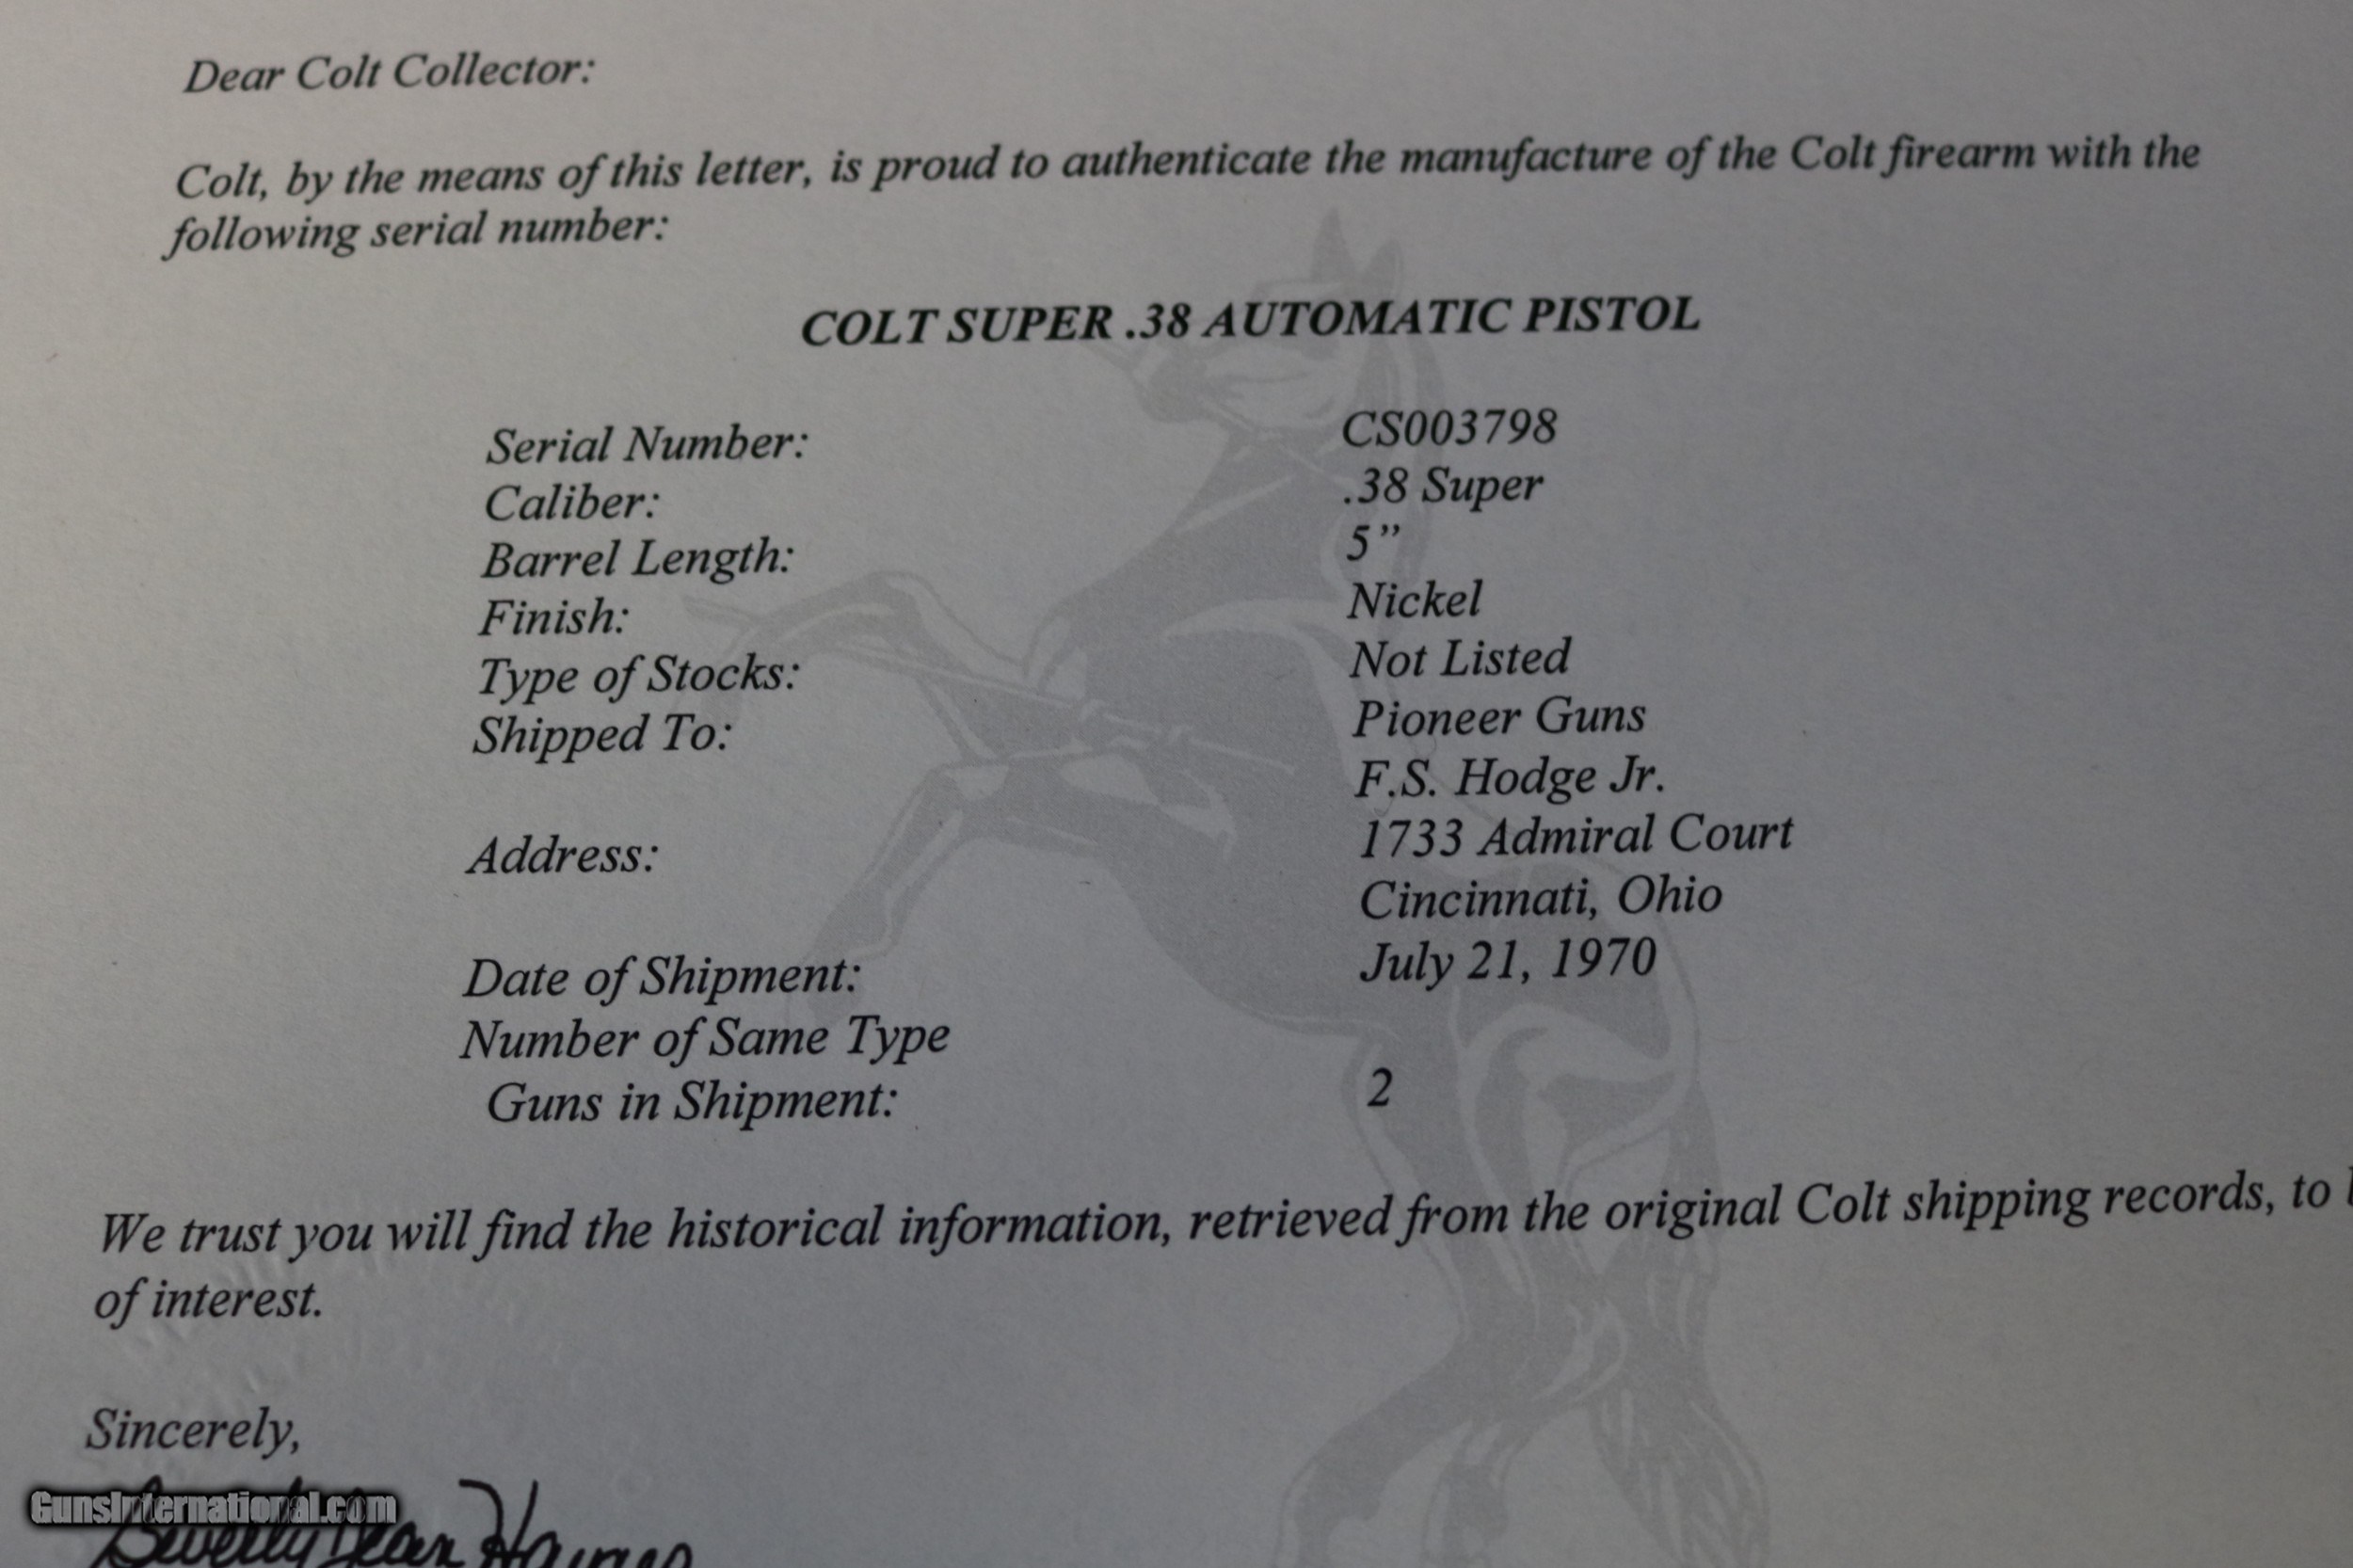 Dear Colt Collector:
Colt, by the means of this letter, is proud to authenticate the manufacture of the Colt firearm with the
following serial number:
COLT SUPER .38 AUTOMATIC PISTOL
Serial Number: CS003798
Caliber: .38 Super
Barrel Length: 5”
Finish: Nickel
Type of Stocks: Not Listed
Shipped To: Pioneer Guns
F.S. Hodge Jr.
Address: 1733 Admiral Court
Cincinnati, Ohio
Date of Shipment: July 21, 1970
Number of Same Type
Guns in Shipment: 2
We trust you will find the historical information, retrieved from the original Colt shipping records, to
of interest.
Sincerely,
GunsInternational.com
Beverly Jean Haynes